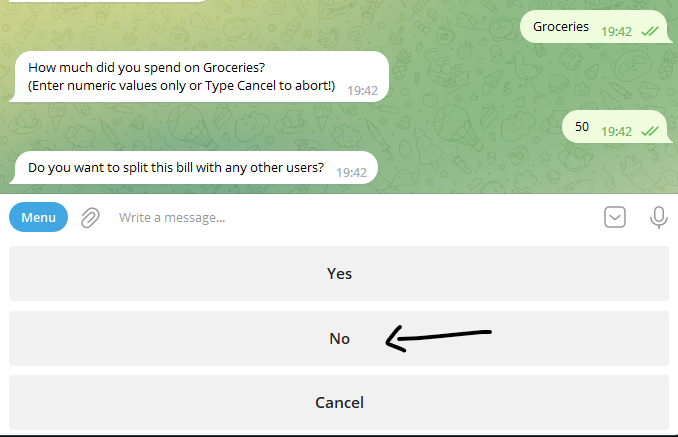 Groceries 19:42
How much did you spend on Groceries?
(Enter numeric values only or Type Cancel to abort!) 19:42
50 19:42
Do you want to split this bill with any other users? 19:42
Menu Write a message...
Yes
No
Cancel